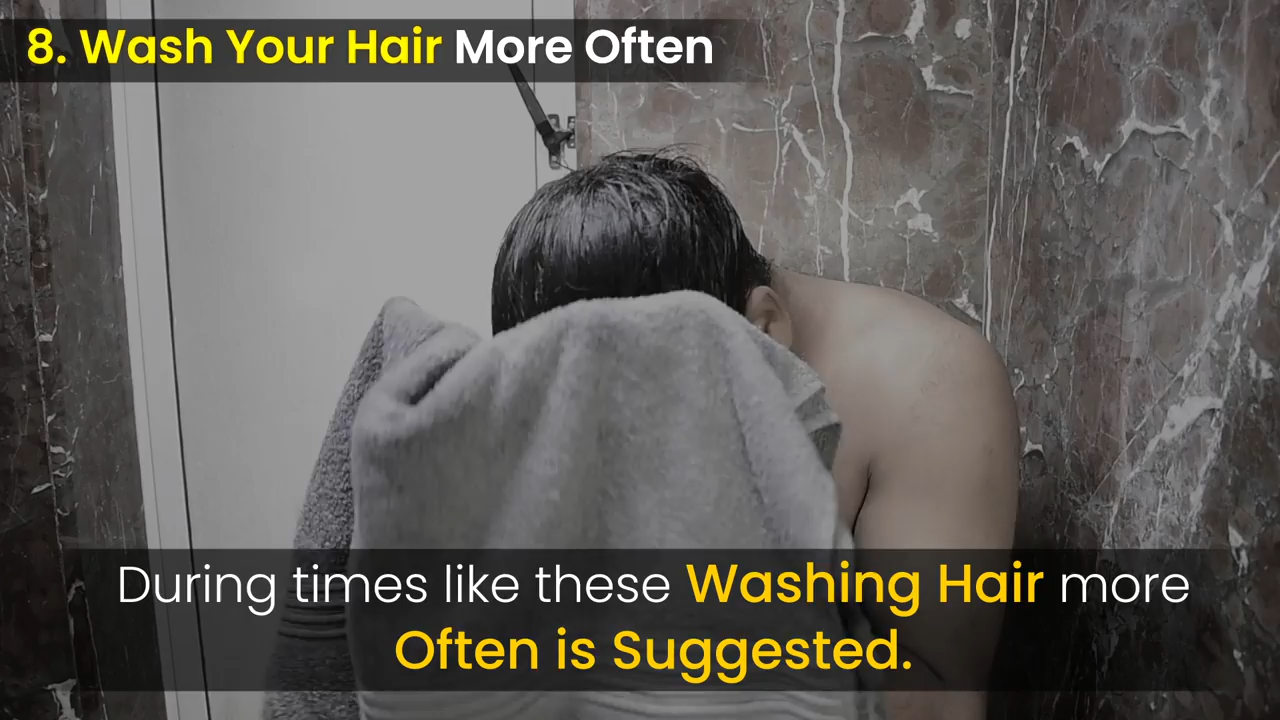 8. Wash Your Hair More Often
During times like these Washing Hair more
Often is Suggested.